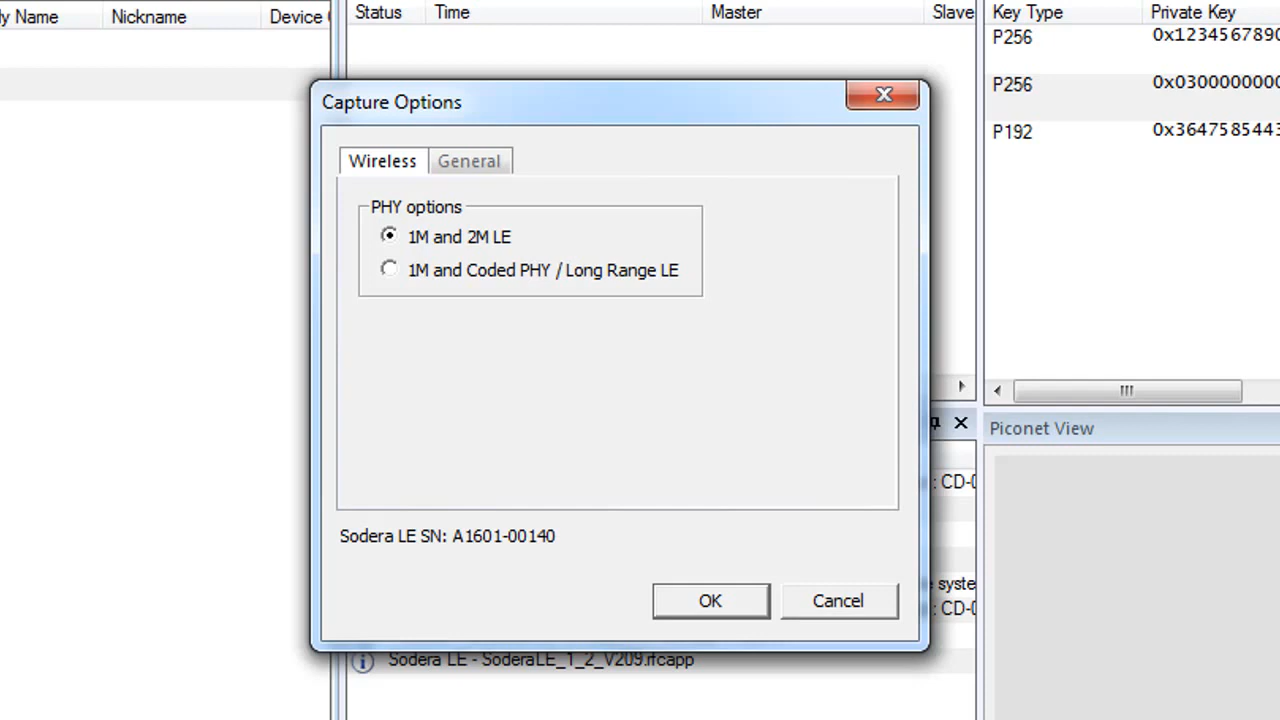 y Name Nickname Device
Status Time Master Slave
Key Type Private Key
P256 0x1234567890
P256 0x0300000000
P192 0x3647585443
Capture Options
Wireless General
PHY options
1M and 2M LE
1M and Coded PHY / Long Range LE
Sodera LE SN: A1601-00140
OK Cancel
Piconet View
: CD-0
e syste
: CD-0
Sodera LE - SoderaLE_1_2_V209.rfcapp